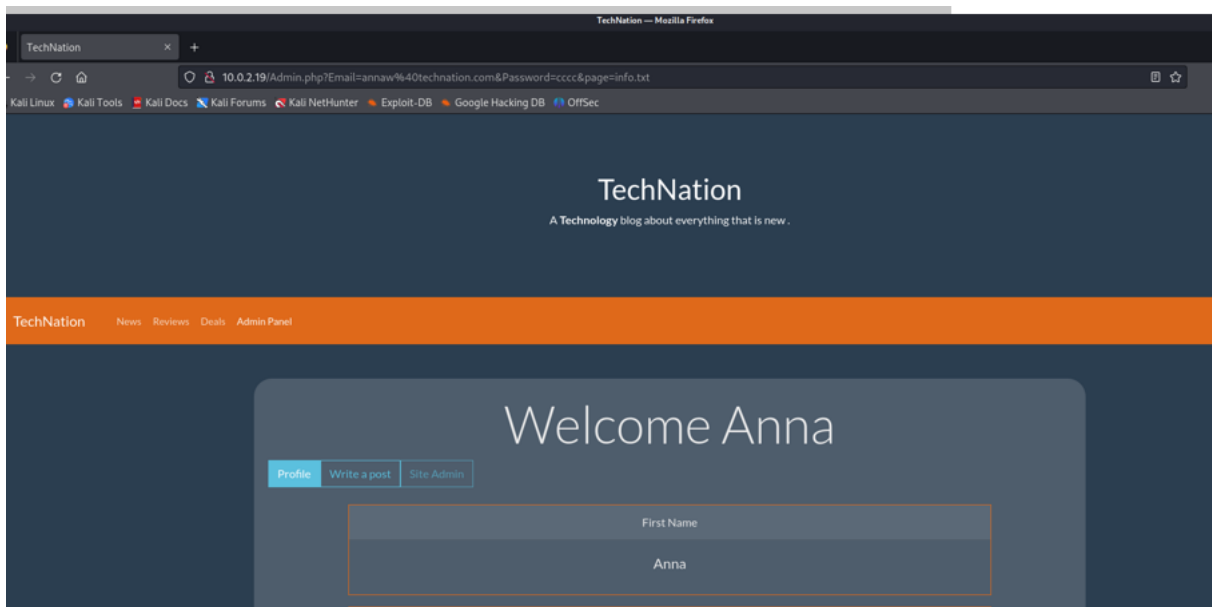 TechNation — Mozilla Firefox
TechNation × +
10.0.2.19/Admin.php?Email=annaw%40technation.com&Password=cccc&page=info.txt
Kali Linux Kali Tools Kali Docs Kali Forums Kali NetHunter Exploit-DB Google Hacking DB OffSec
TechNation
A Technology blog about everything that is new .
TechNation News Reviews Deals Admin Panel
Welcome Anna
Profile Write a post Site Admin
First Name
Anna